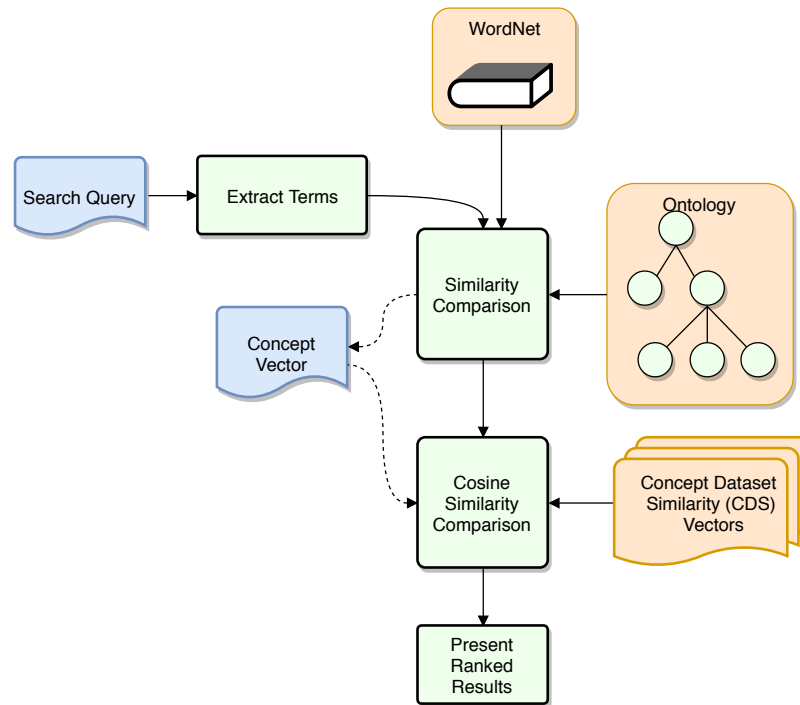 WordNet
Search Query
Extract Terms
Ontology
Similarity
Comparison
Concept
Vector
Cosine
Similarity
Comparison
Concept Dataset
Similarity (CDS)
Vectors
Present
Ranked
Results